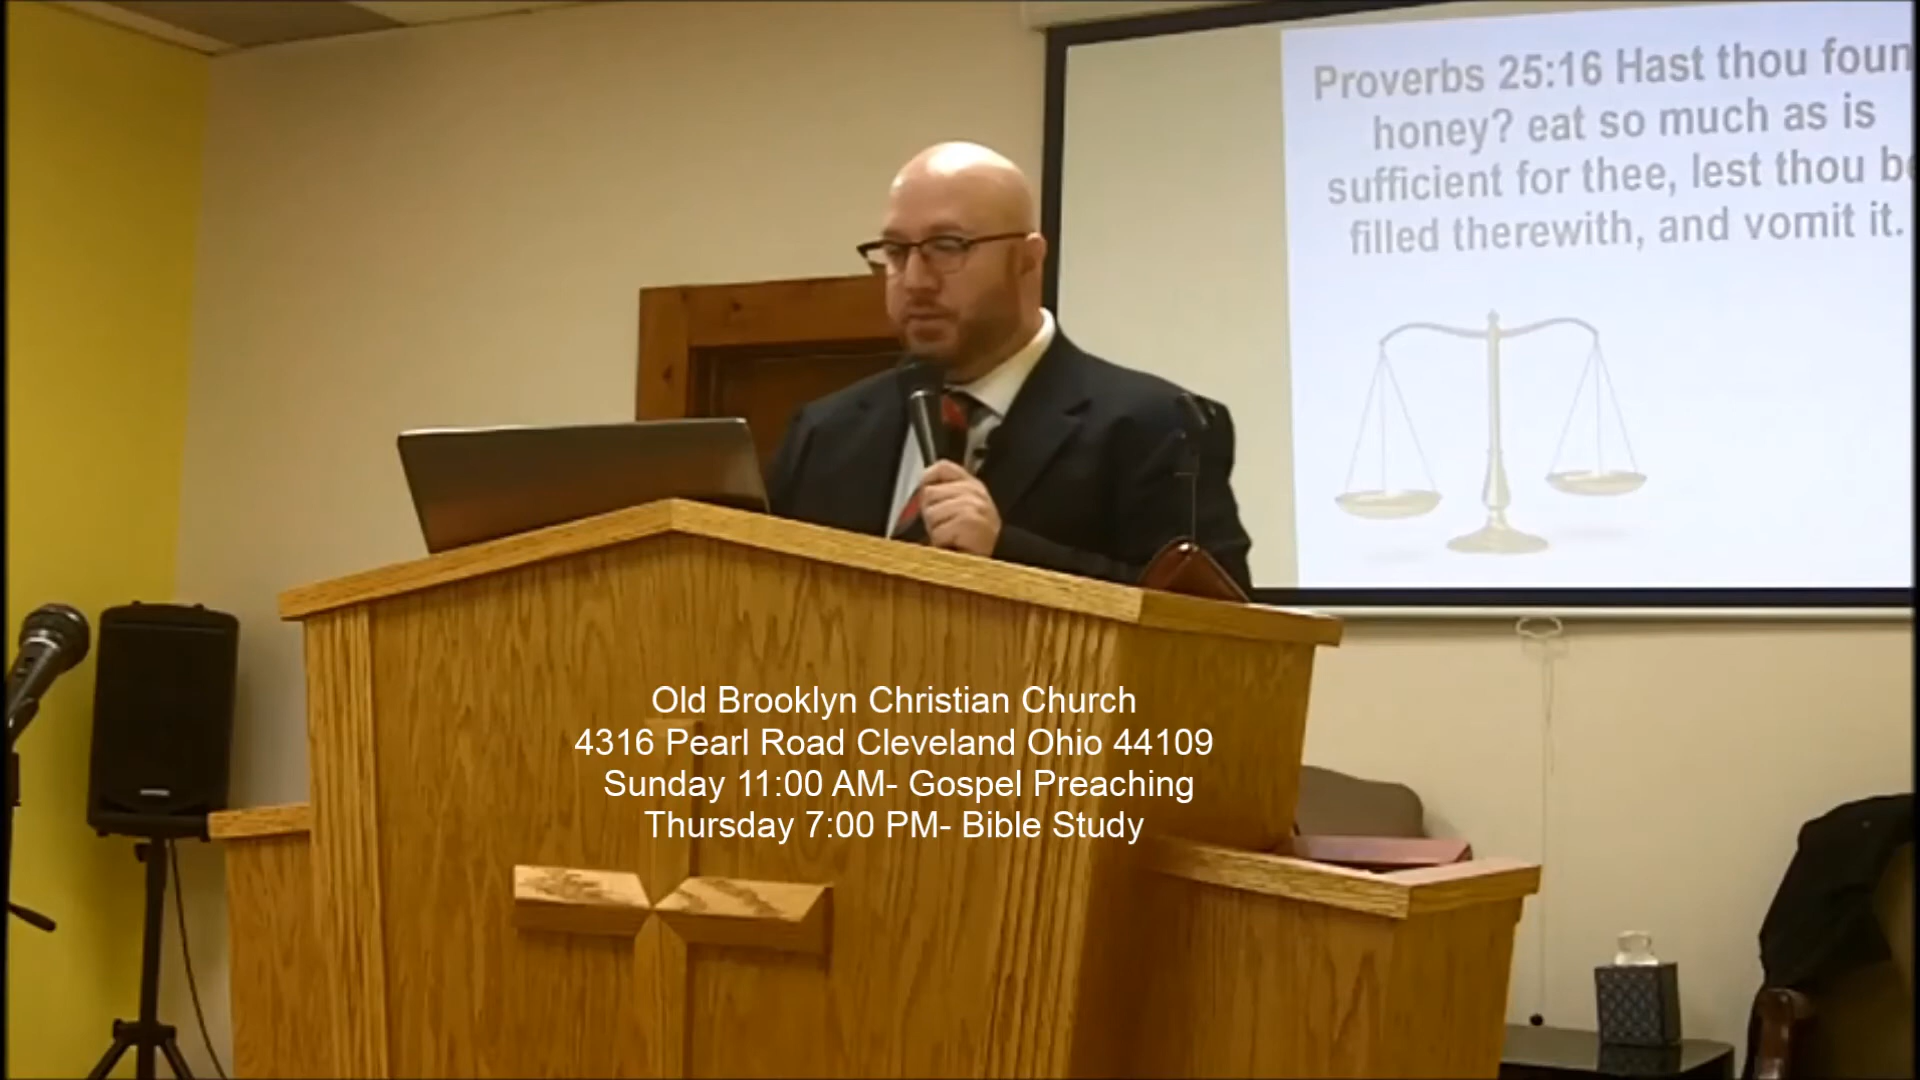 Proverbs 25:16 Hast thou foun
honey? eat so much as is
sufficient for thee, lest thou be
filled therewith, and vomit it.
Old Brooklyn Christian Church
4316 Pearl Road Cleveland Ohio 44109
Sunday 11:00 AM- Gospel Preaching
Thursday 7:00 PM- Bible Study